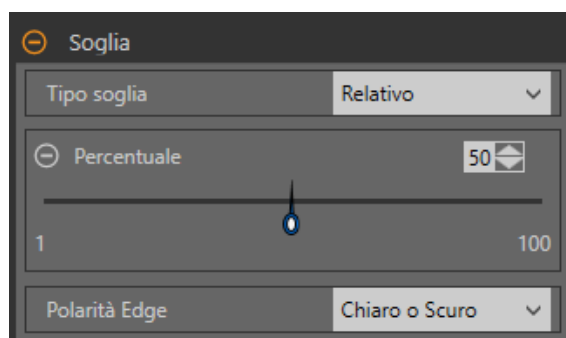 Soglia
Tipo soglia Relativo
Percentuale 50
1 100
Polarità Edge Chiaro o Scuro